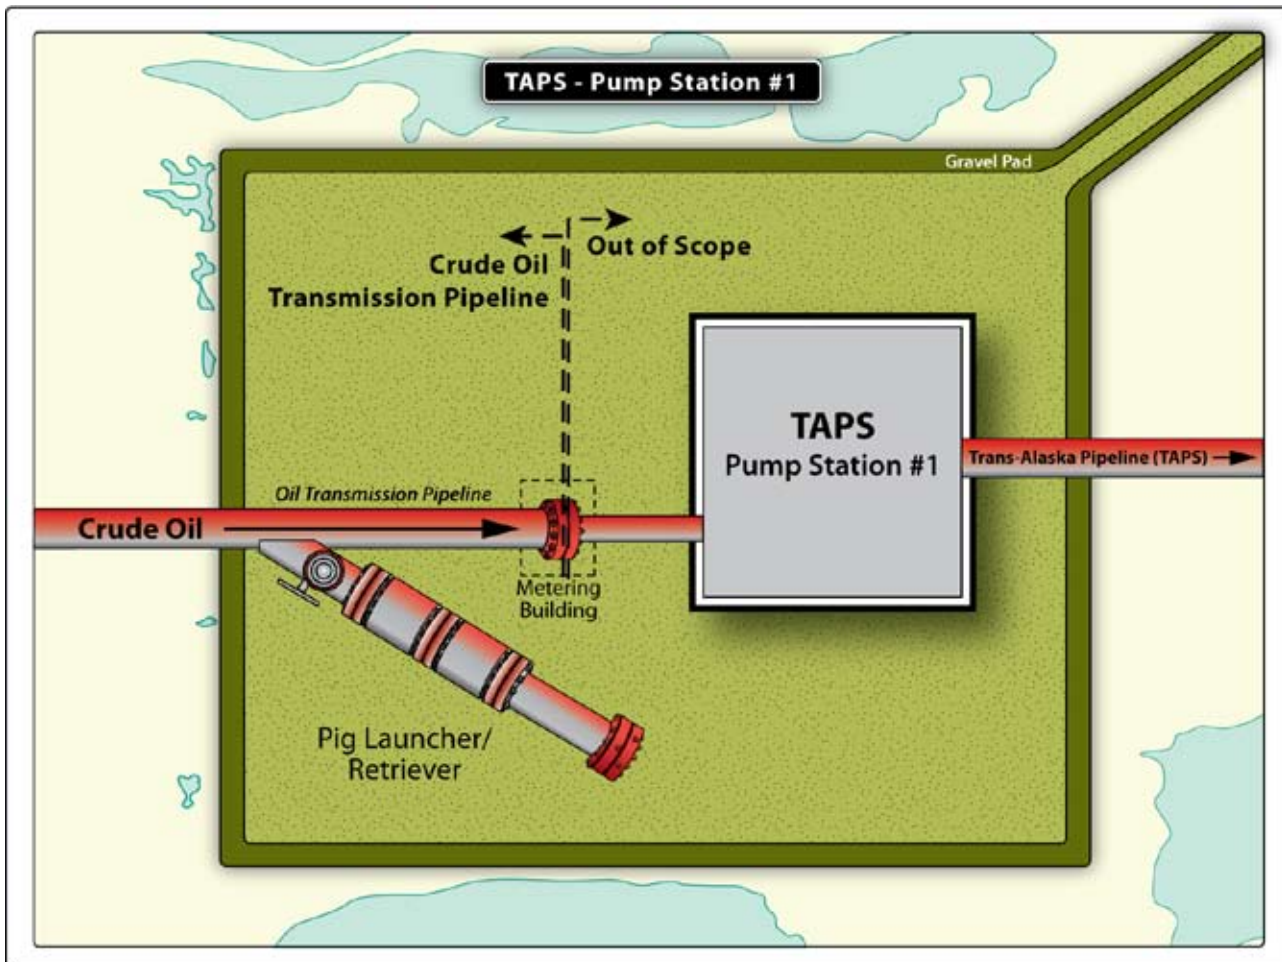 TAPS - Pump Station #1
Gravel Pad
Out of Scope
Crude Oil
Transmission Pipeline
TAPS
Pump Station #1
Trans-Alaska Pipeline (TAPS)
Oil Transmission Pipeline
Crude Oil
Metering
Building
Pig Launcher/
Retriever